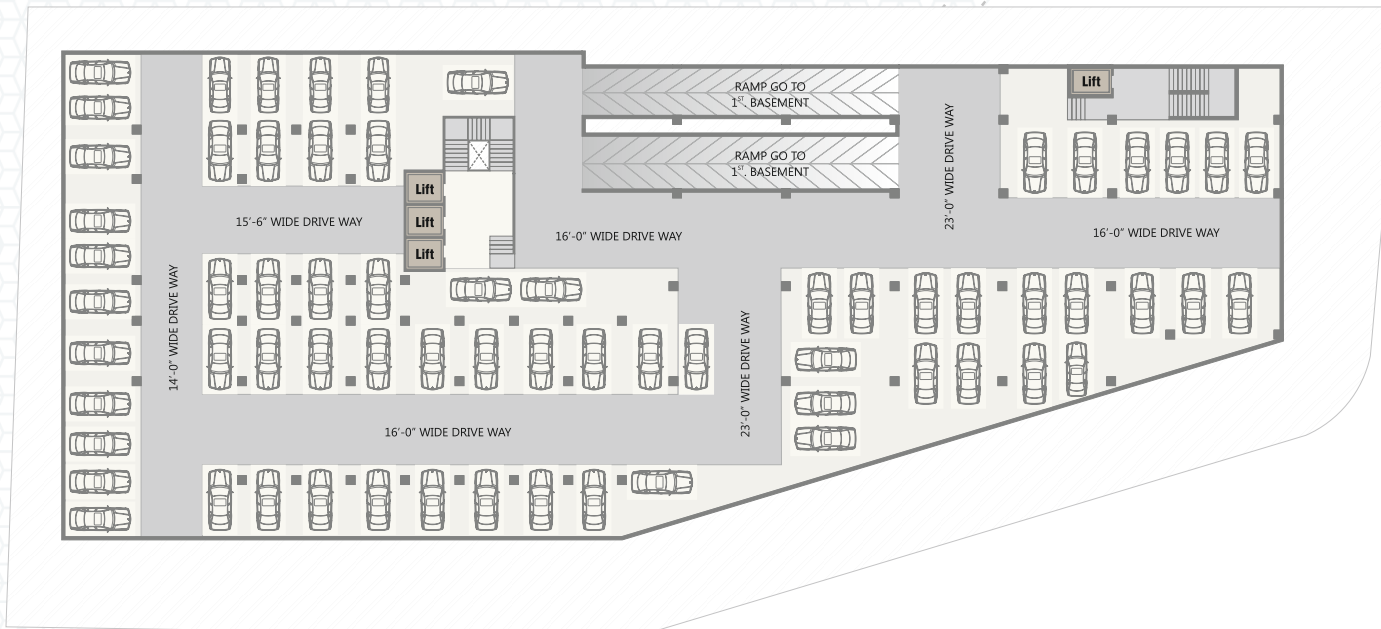 RAMP GO TO
1ST. BASEMENT
Lift
RAMP GO TO
1ST. BASEMENT
23'-0" WIDE DRIVE WAY
Lift
Lift
Lift
15'-6" WIDE DRIVE WAY
16'-0" WIDE DRIVE WAY
16'-0" WIDE DRIVE WAY
14'-0" WIDE DRIVE WAY
23'-0" WIDE DRIVE WAY
16'-0" WIDE DRIVE WAY